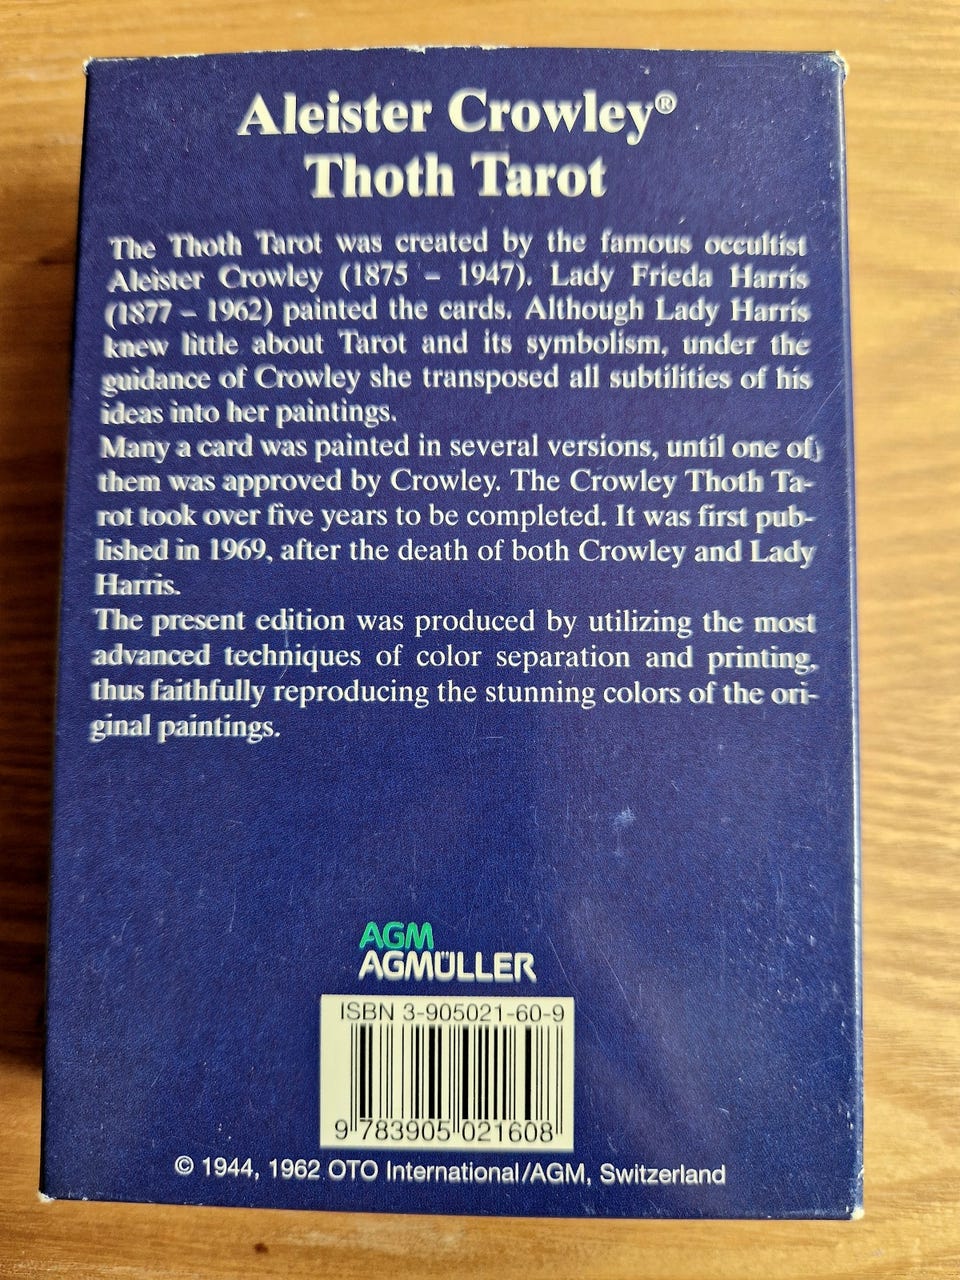 Aleister Crowley®
Thoth Tarot
The Thoth Tarot was created by the famous occultist
Aleister Crowley (1875 – 1947). Lady Frieda Harris
(1877 – 1962) painted the cards. Although Lady Harris
knew little about Tarot and its symbolism, under the
guidance of Crowley she transposed all subtilities of his
ideas into her paintings.
Many a card was painted in several versions, until one of
them was approved by Crowley. The Crowley Thoth Ta-
rot took over five years to be completed. It was first pub-
lished in 1969, after the death of both Crowley and Lady
Harris.
The present edition was produced by utilizing the most
advanced techniques of color separation and printing,
thus faithfully reproducing the stunning colors of the ori-
ginal paintings.
AGM
AGMÜLLER
ISBN 3-905021-60-9
9 783905 021608
© 1944, 1962 OTO International/AGM, Switzerland